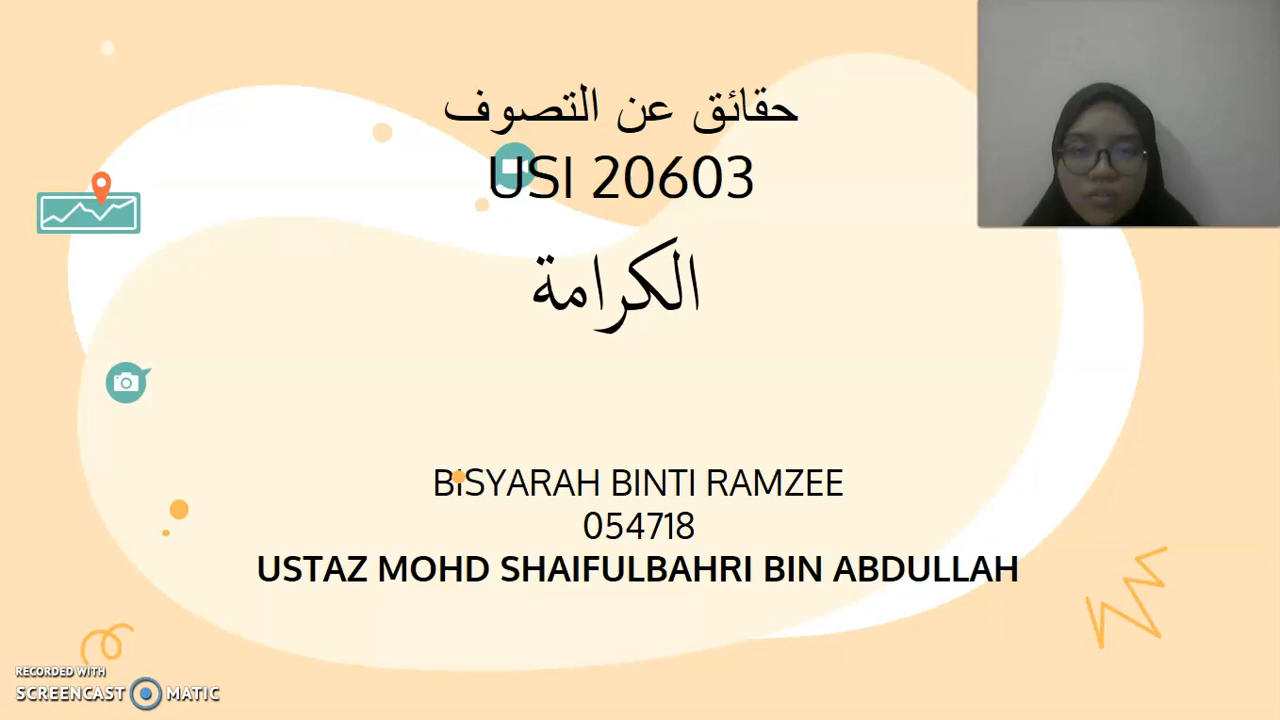 حقائق عن التصوف
USI 20603
الكرامة
BISYARAH BINTI RAMZEE
054718
USTAZ MOHD SHAIFULBAHRI BIN ABDULLAH
RECORDED WITH
SCREENCAST MATIC